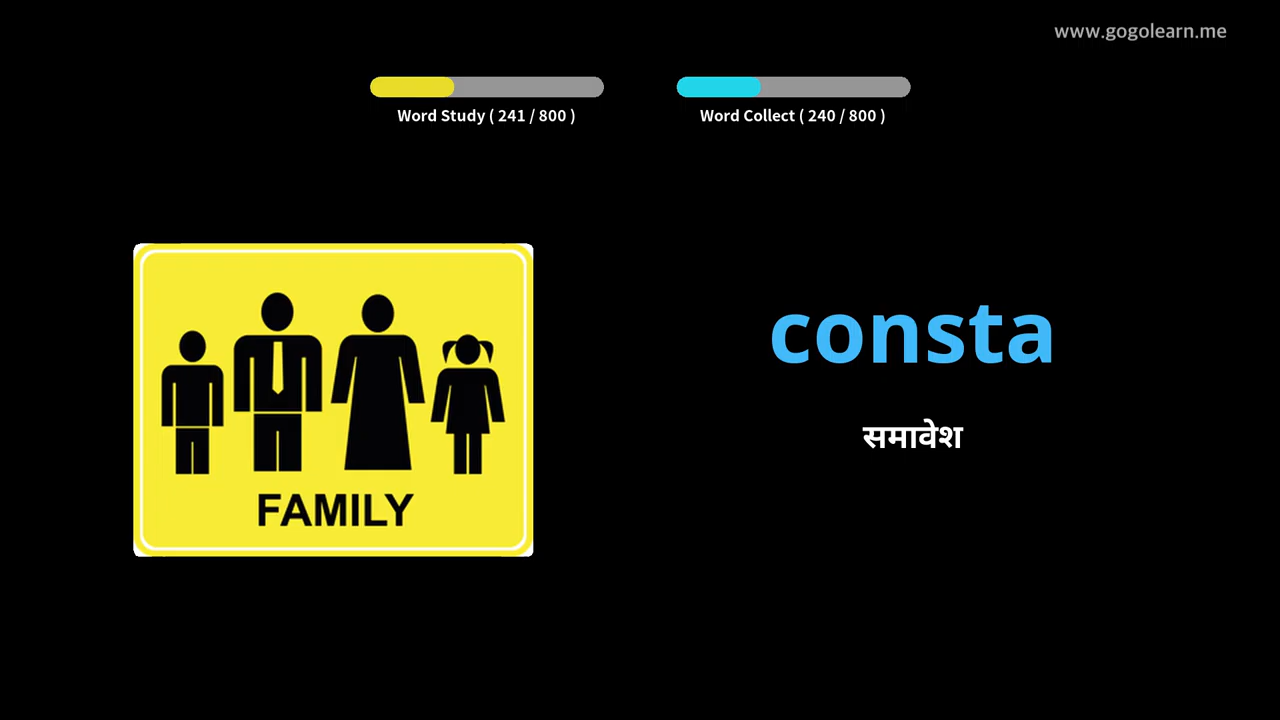 www.gogolearn.me
Word Study ( 241 / 800 )
Word Collect ( 240 / 800 )
FAMILY
consta
समावेश